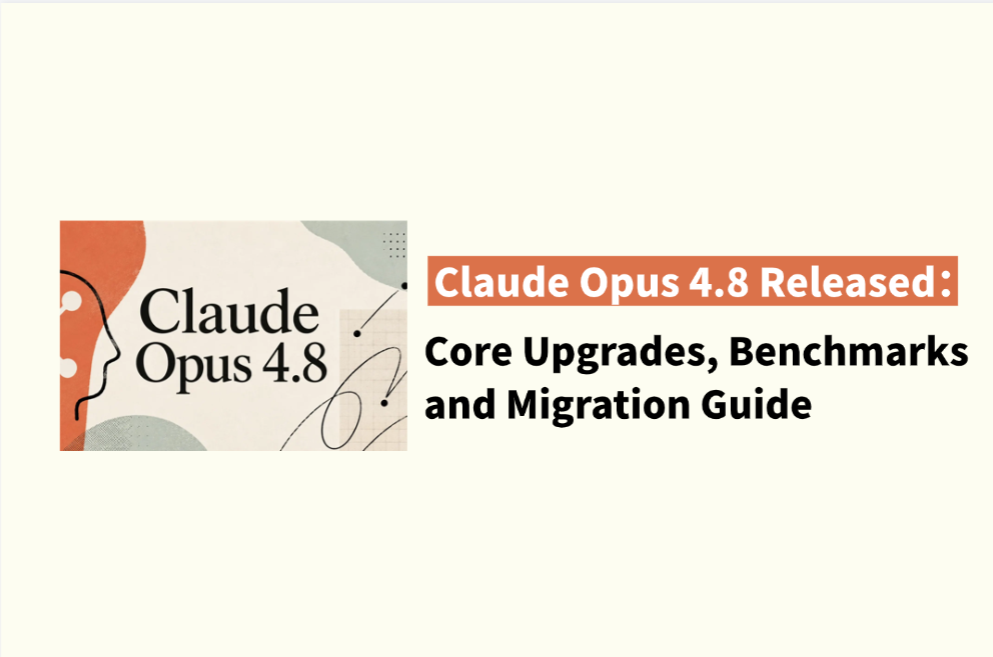 Claude
Opus 4.8
Claude Opus 4.8 Released：
Core Upgrades, Benchmarks
and Migration Guide